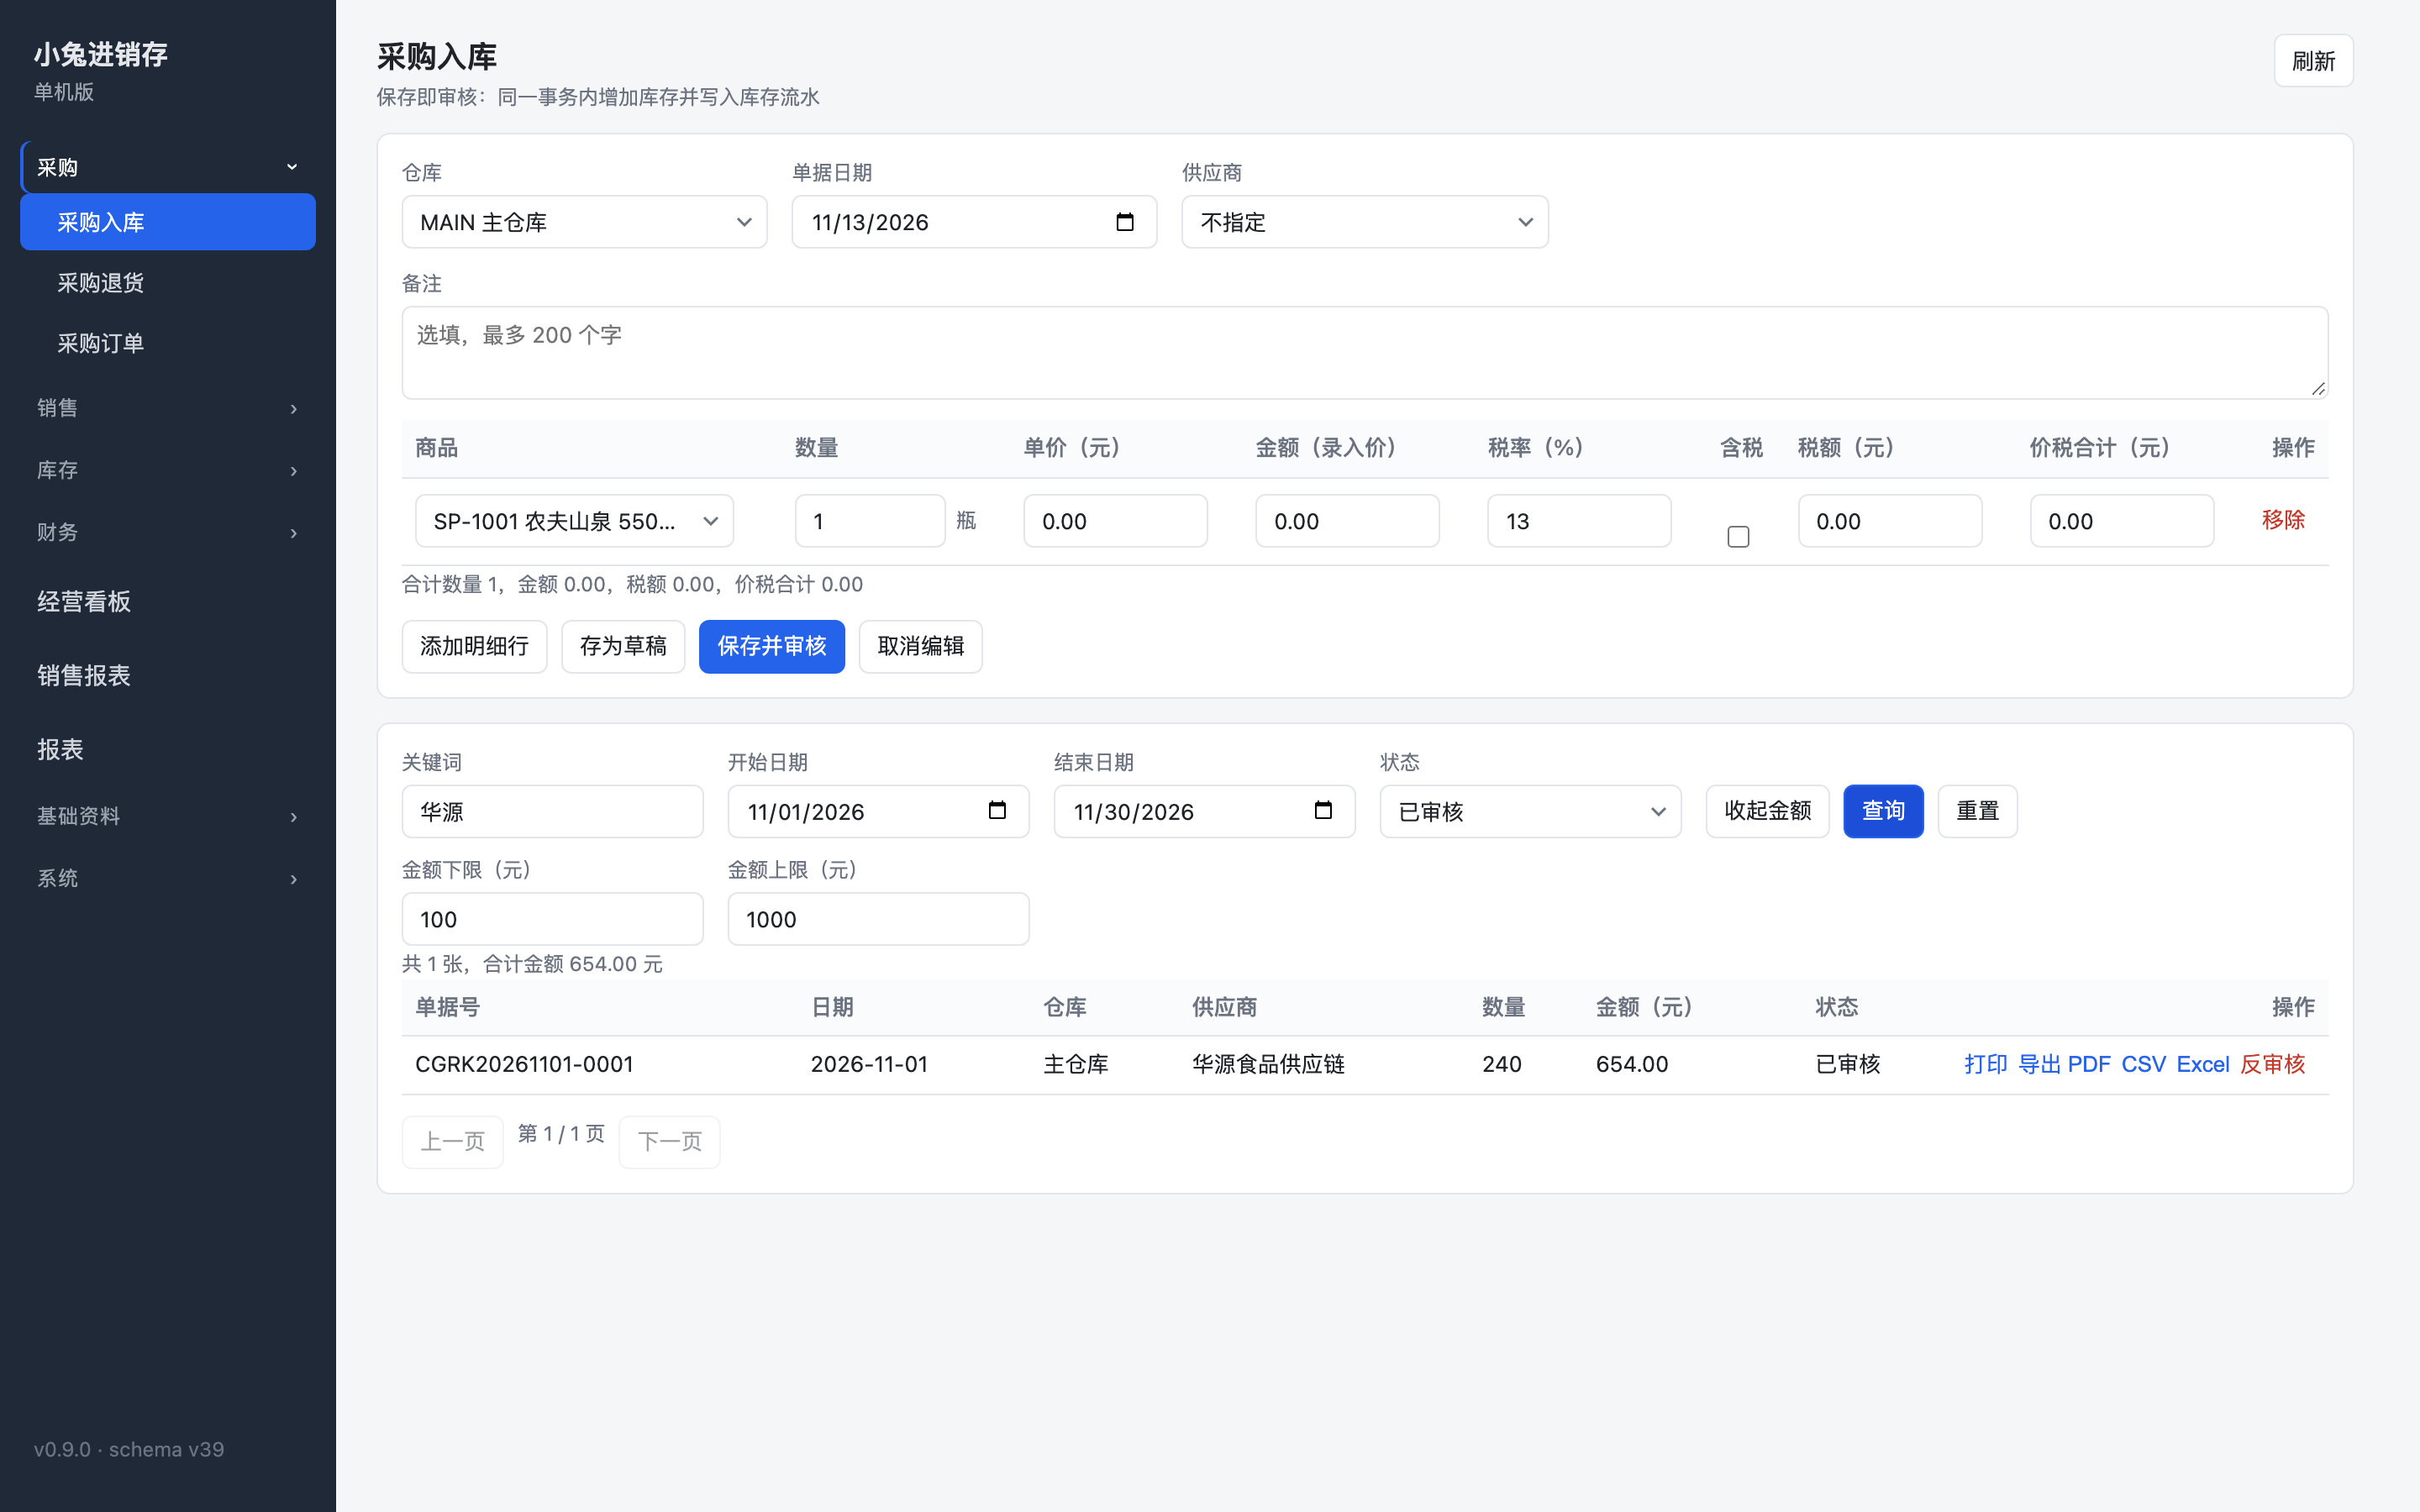 小兔进销存
单机版
采购
采购入库
采购退货
采购订单
销售
库存
财务
经营看板
销售报表
报表
基础资料
系统
v0.9.0 · schema v39
采购入库
保存即审核：同一事务内增加库存并写入库存流水
刷新
仓库 单据日期 供应商
MAIN 主仓库 11/13/2026 不指定
备注
选填，最多 200 个字
商品 数量 单价（元） 金额（录入价） 税率（%） 含税 税额（元） 价税合计（元） 操作
SP-1001 农夫山泉 550... 1 瓶 0.00 0.00 13 0.00 0.00 移除
合计数量 1，金额 0.00，税额 0.00，价税合计 0.00
添加明细行 存为草稿 保存并审核 取消编辑
关键词 开始日期 结束日期 状态
华源 11/01/2026 11/30/2026 已审核 收起金额 查询 重置
金额下限（元） 金额上限（元）
100 1000
共 1 张，合计金额 654.00 元
单据号 日期 仓库 供应商 数量 金额（元） 状态 操作
CGRK20261101-0001 2026-11-01 主仓库 华源食品供应链 240 654.00 已审核 打印 导出 PDF CSV Excel 反审核
上一页 第 1 / 1 页 下一页